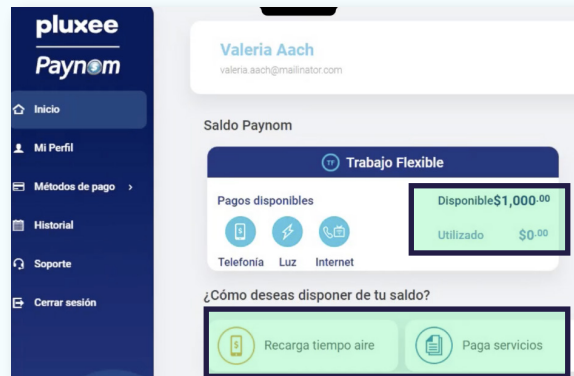 pluxee
Paynom
Inicio
Mi Perfil
Métodos de pago
Historial
Soporte
Cerrar sesión
Valeria Aach
valeria.aach@mailinator.com
Saldo Paynom
TF Trabajo Flexible
Pagos disponibles
Telefonía Luz Internet
Disponible $1,000.00
Utilizado $0.00
¿Cómo deseas disponer de tu saldo?
Recarga tiempo aire
Paga servicios